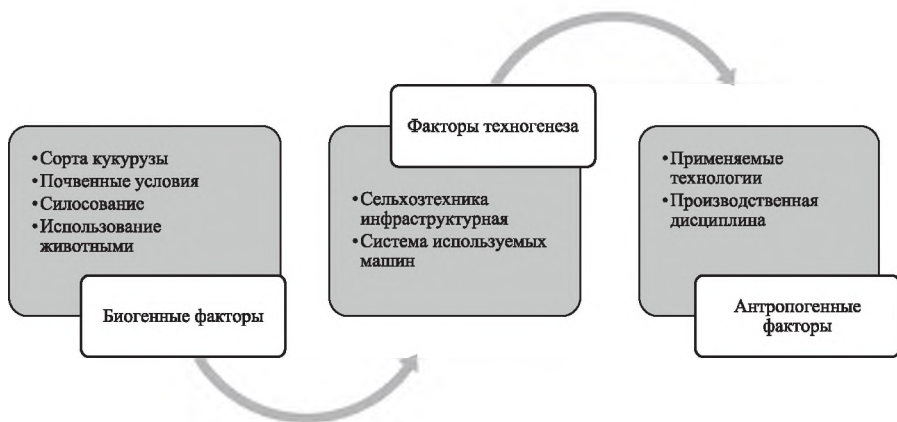 •Сорта кукурузы
•Почвенные условия
•Силосование
•Использование
животными
Биогенные факторы
Факторы техногенеза
•Сельхозтехника
инфраструктурная
•Система используемых
машин
•Применяемые
технологии
•Производственная
дисциплина
Антропогенные
факторы